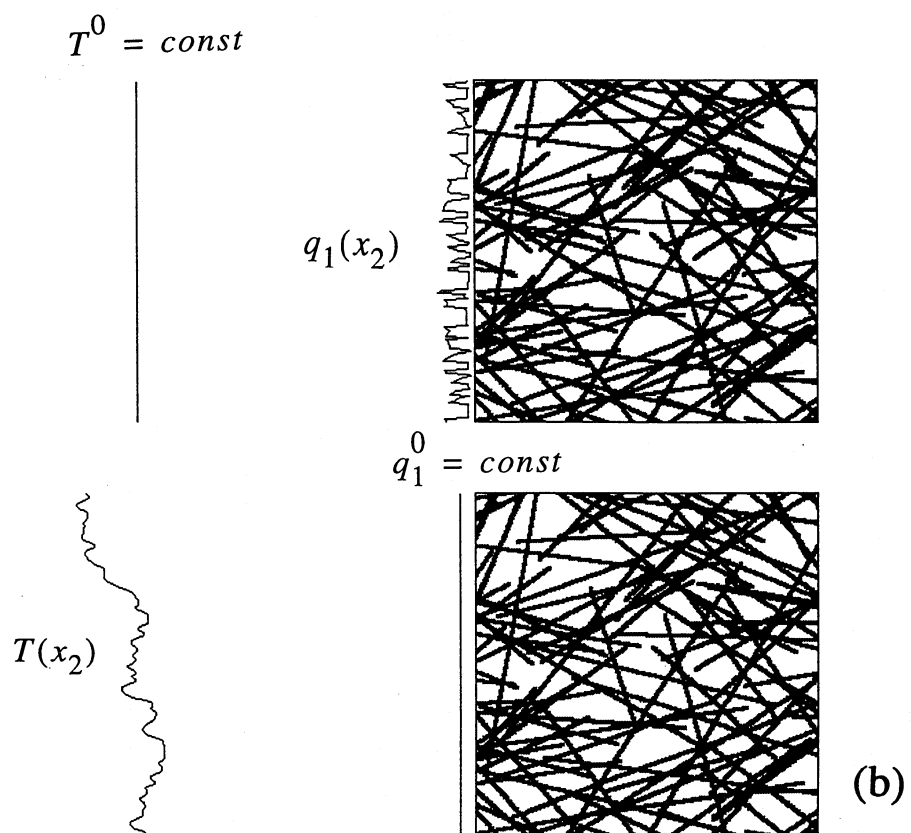 T^0 = const
q_1(x_2)
q_1^0 = const
T(x_2)
(b)